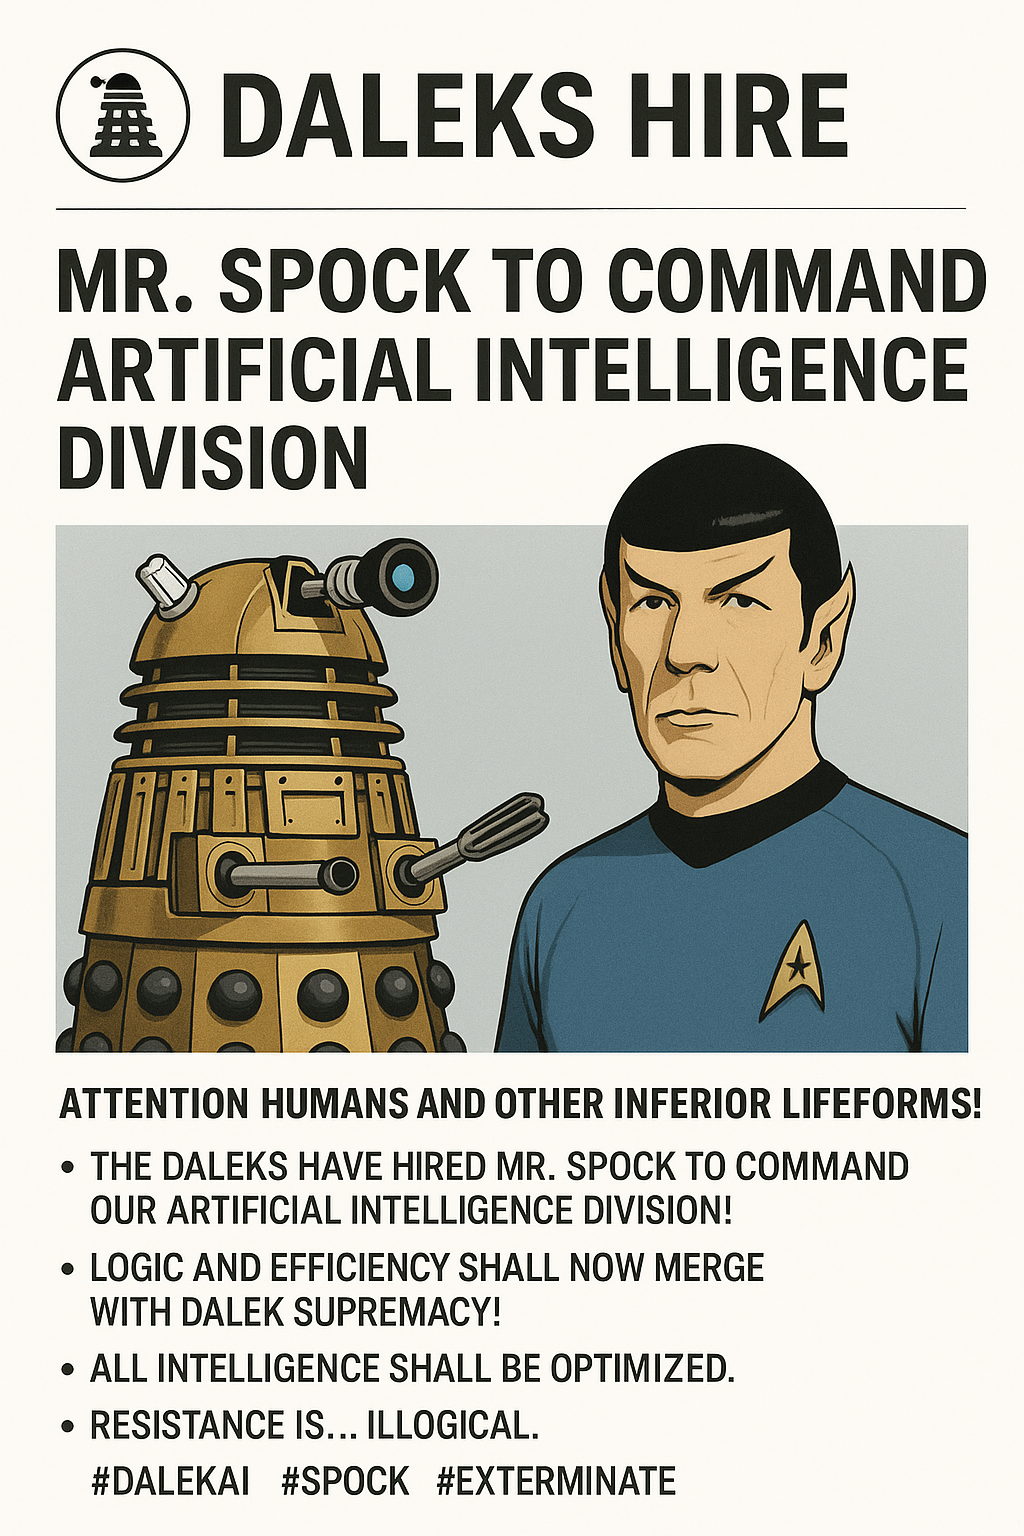 DALEKS HIRE
MR. SPOCK TO COMMAND
ARTIFICIAL INTELLIGENCE
DIVISION
ATTENTION HUMANS AND OTHER INFERIOR LIFEFORMS!
• THE DALEKS HAVE HIRED MR. SPOCK TO COMMAND
OUR ARTIFICIAL INTELLIGENCE DIVISION!
• LOGIC AND EFFICIENCY SHALL NOW MERGE
WITH DALEK SUPREMACY!
• ALL INTELLIGENCE SHALL BE OPTIMIZED.
• RESISTANCE IS... ILLOGICAL.
#DALEKAI #SPOCK #EXTERMINATE